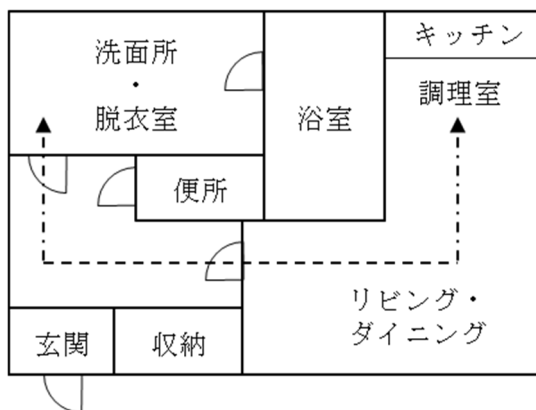 洗面所
・
脱衣室
浴室
キッチン
調理室
便所
リビング・
ダイニング
玄関
収納